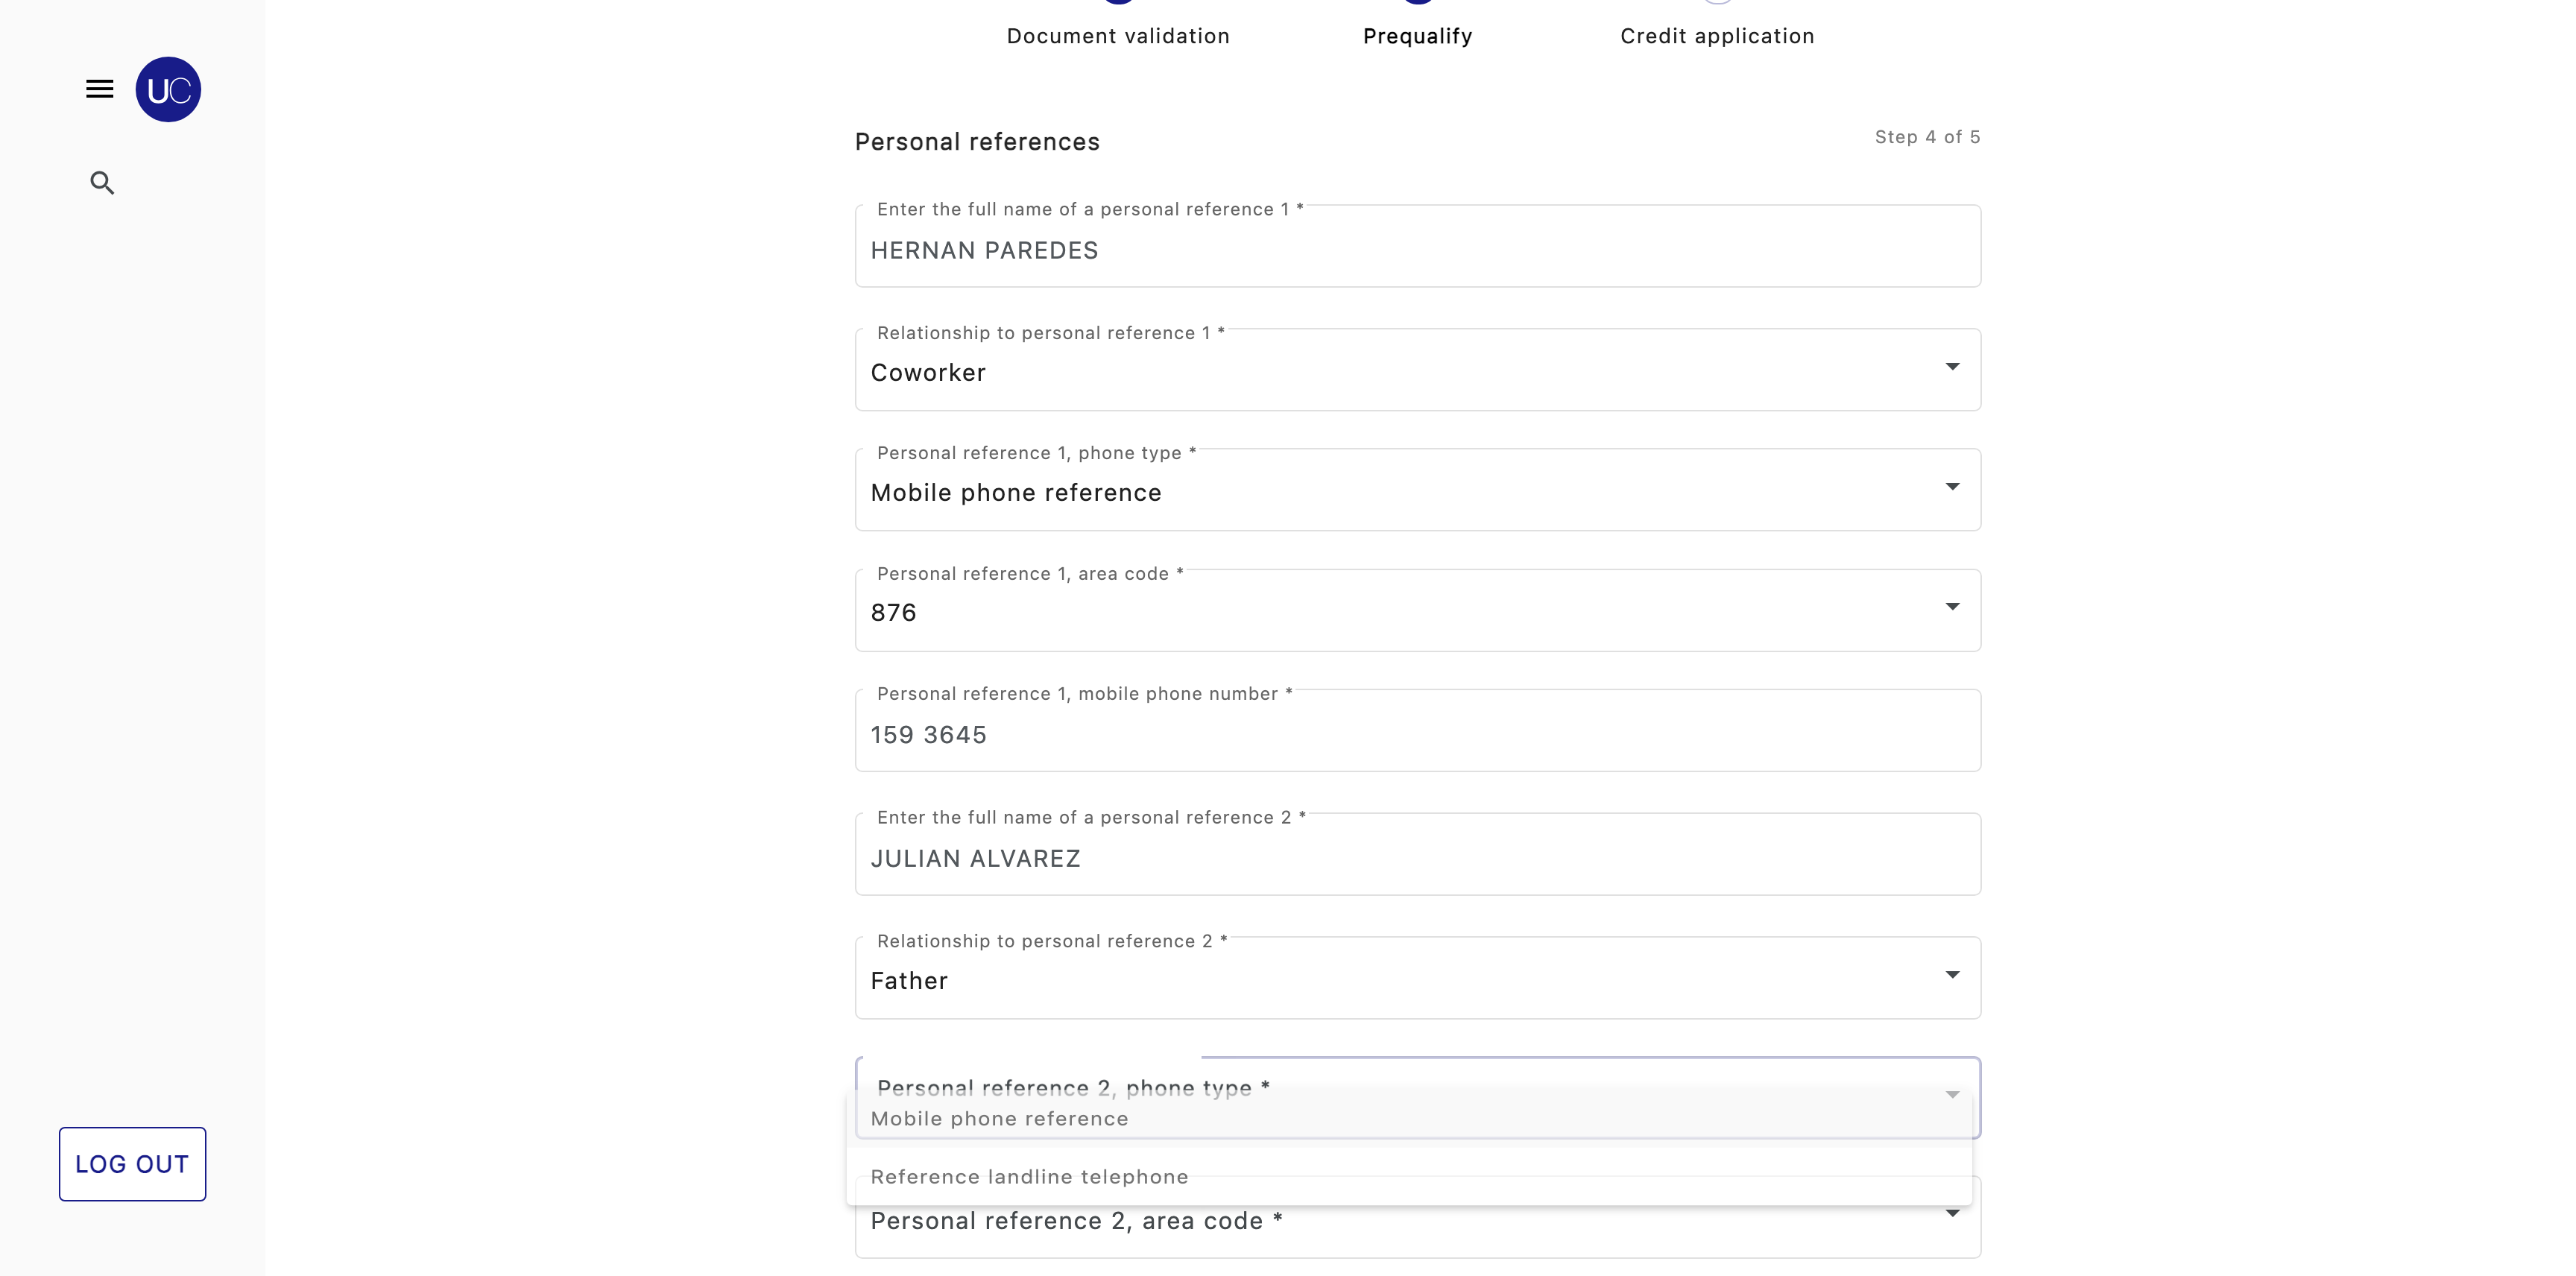 Document validation
Prequalify
Credit application
UC
Personal references
Step 4 of 5
Enter the full name of a personal reference 1 *
HERNAN PAREDES
Relationship to personal reference 1 *
Coworker
Personal reference 1, phone type *
Mobile phone reference
Personal reference 1, area code *
876
Personal reference 1, mobile phone number *
159 3645
Enter the full name of a personal reference 2 *
JULIAN ALVAREZ
Relationship to personal reference 2 *
Father
Personal reference 2, phone type *
Mobile phone reference
Reference landline telephone
Personal reference 2, area code *
LOG OUT